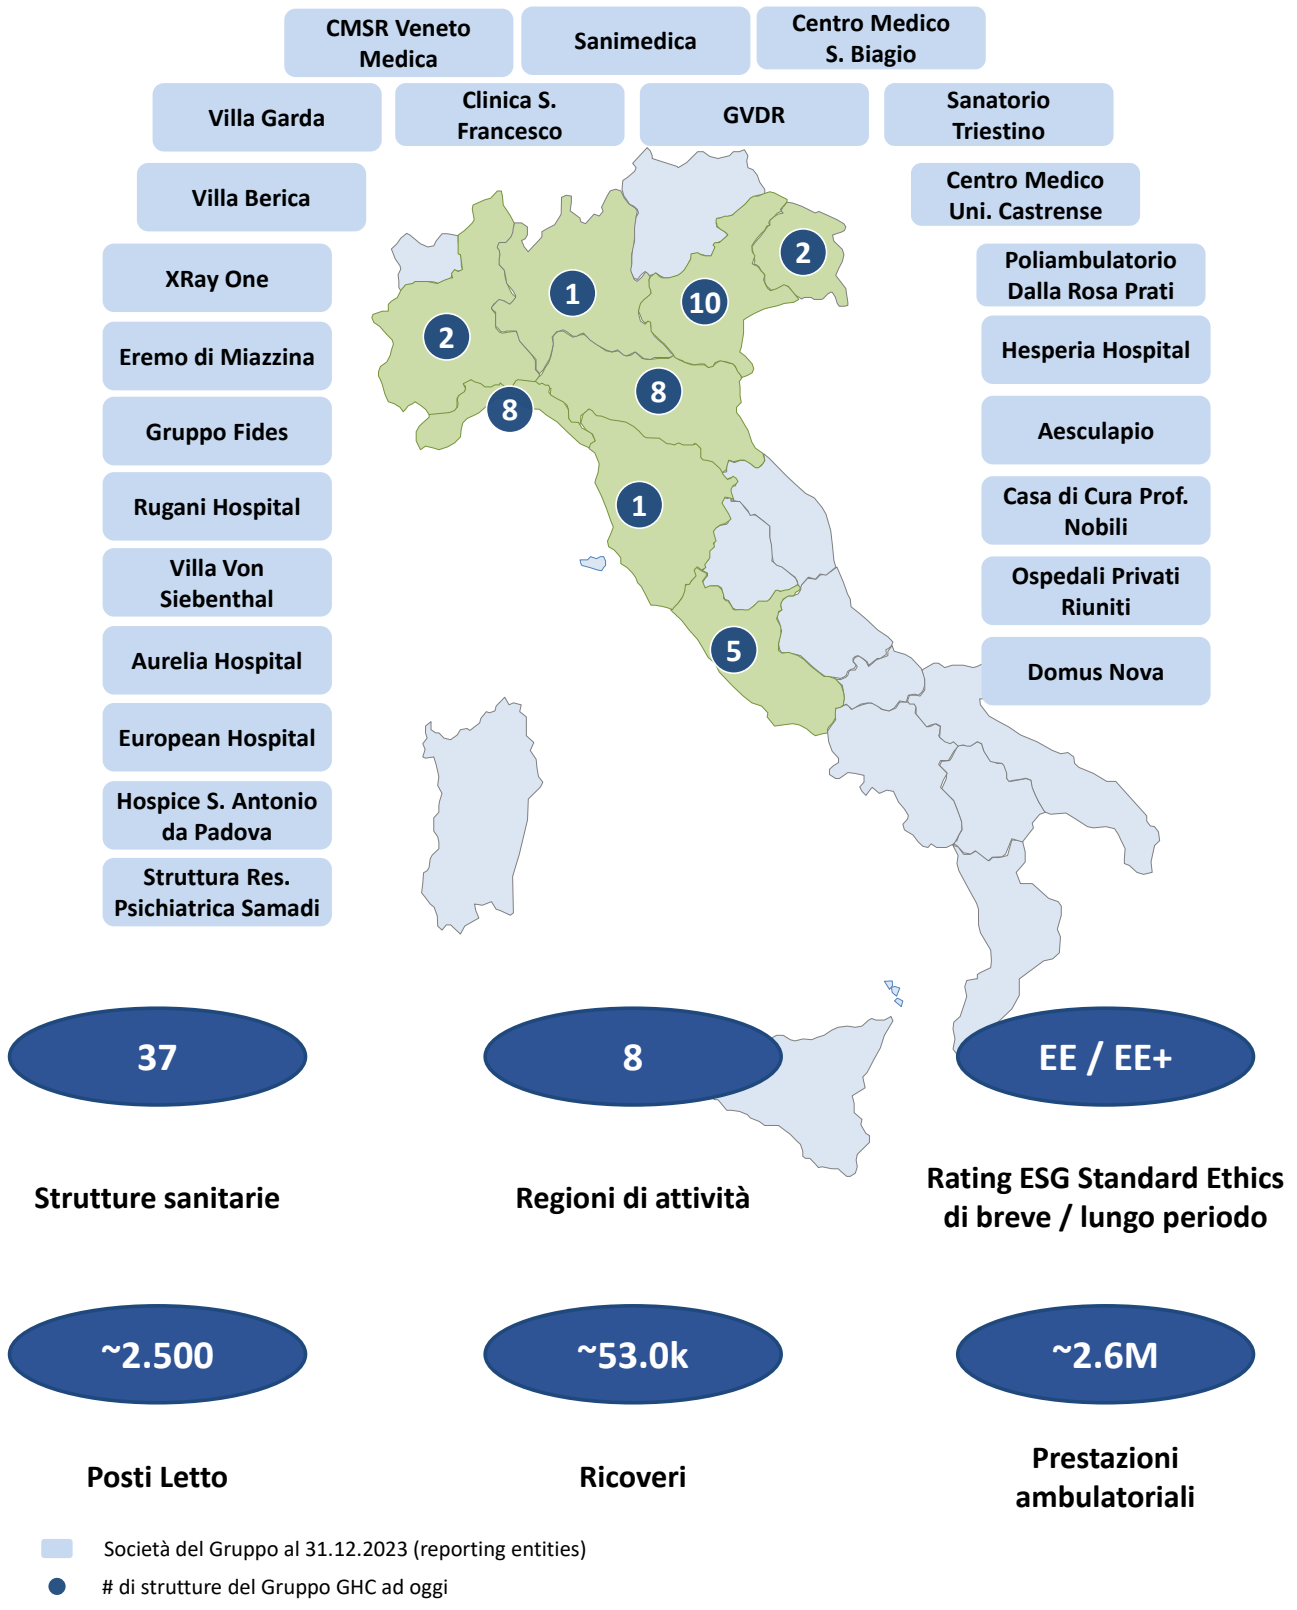 CMSR Veneto
Medica
Sanimedica
Centro Medico
S. Biagio
Villa Garda
Clinica S.
Francesco
GVDR
Sanatorio
Triestino
Villa Berica
Centro Medico
Uni. Castrense
XRay One
Poliambulatorio
Dalla Rosa Prati
Eremo di Miazzina
Hesperia Hospital
Gruppo Fides
Aesculapio
Rugani Hospital
Casa di Cura Prof.
Nobili
Villa Von
Siebenthal
Ospedali Privati
Riuniti
Aurelia Hospital
Domus Nova
European Hospital
Hospice S. Antonio
da Padova
Struttura Res.
Psichiatrica Samadi
2
1
10
2
8
8
1
5
37
8
EE / EE+
Strutture sanitarie
Regioni di attività
Rating ESG Standard Ethics
di breve / lungo periodo
~2.500
~53.0k
~2.6M
Posti Letto
Ricoveri
Prestazioni
ambulatoriali
Società del Gruppo al 31.12.2023 (reporting entities)
# di strutture del Gruppo GHC ad oggi